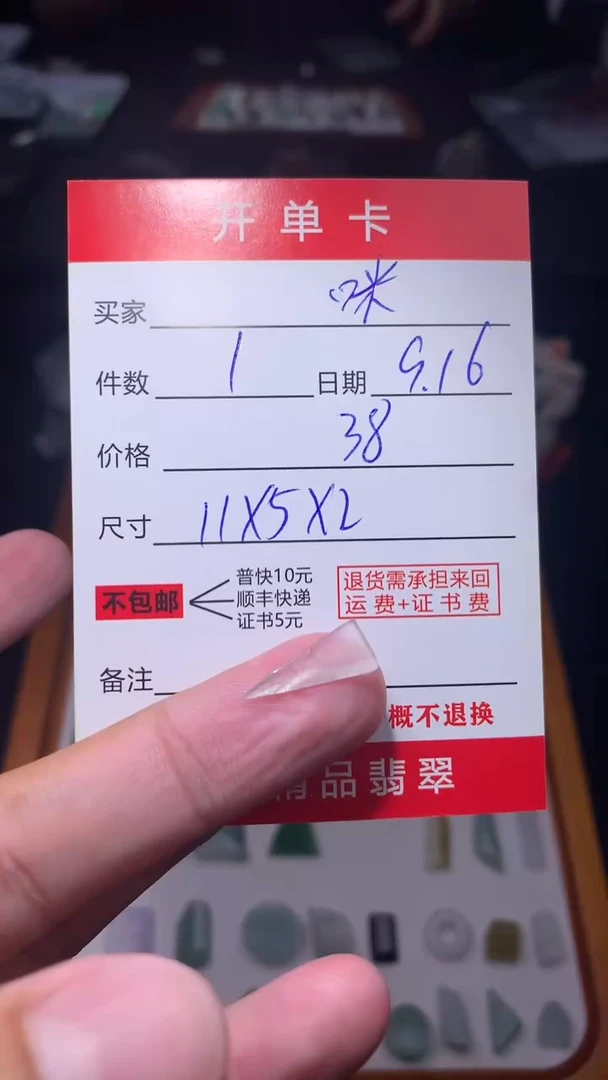 开单卡
买家 咪
件数 1 日期 9.16
价格 38
尺寸 11X5X2
不包邮
普快10元
顺丰快递
证书5元
退货需承担来回
运费+证书费
备注
概不退换
精品翡翠